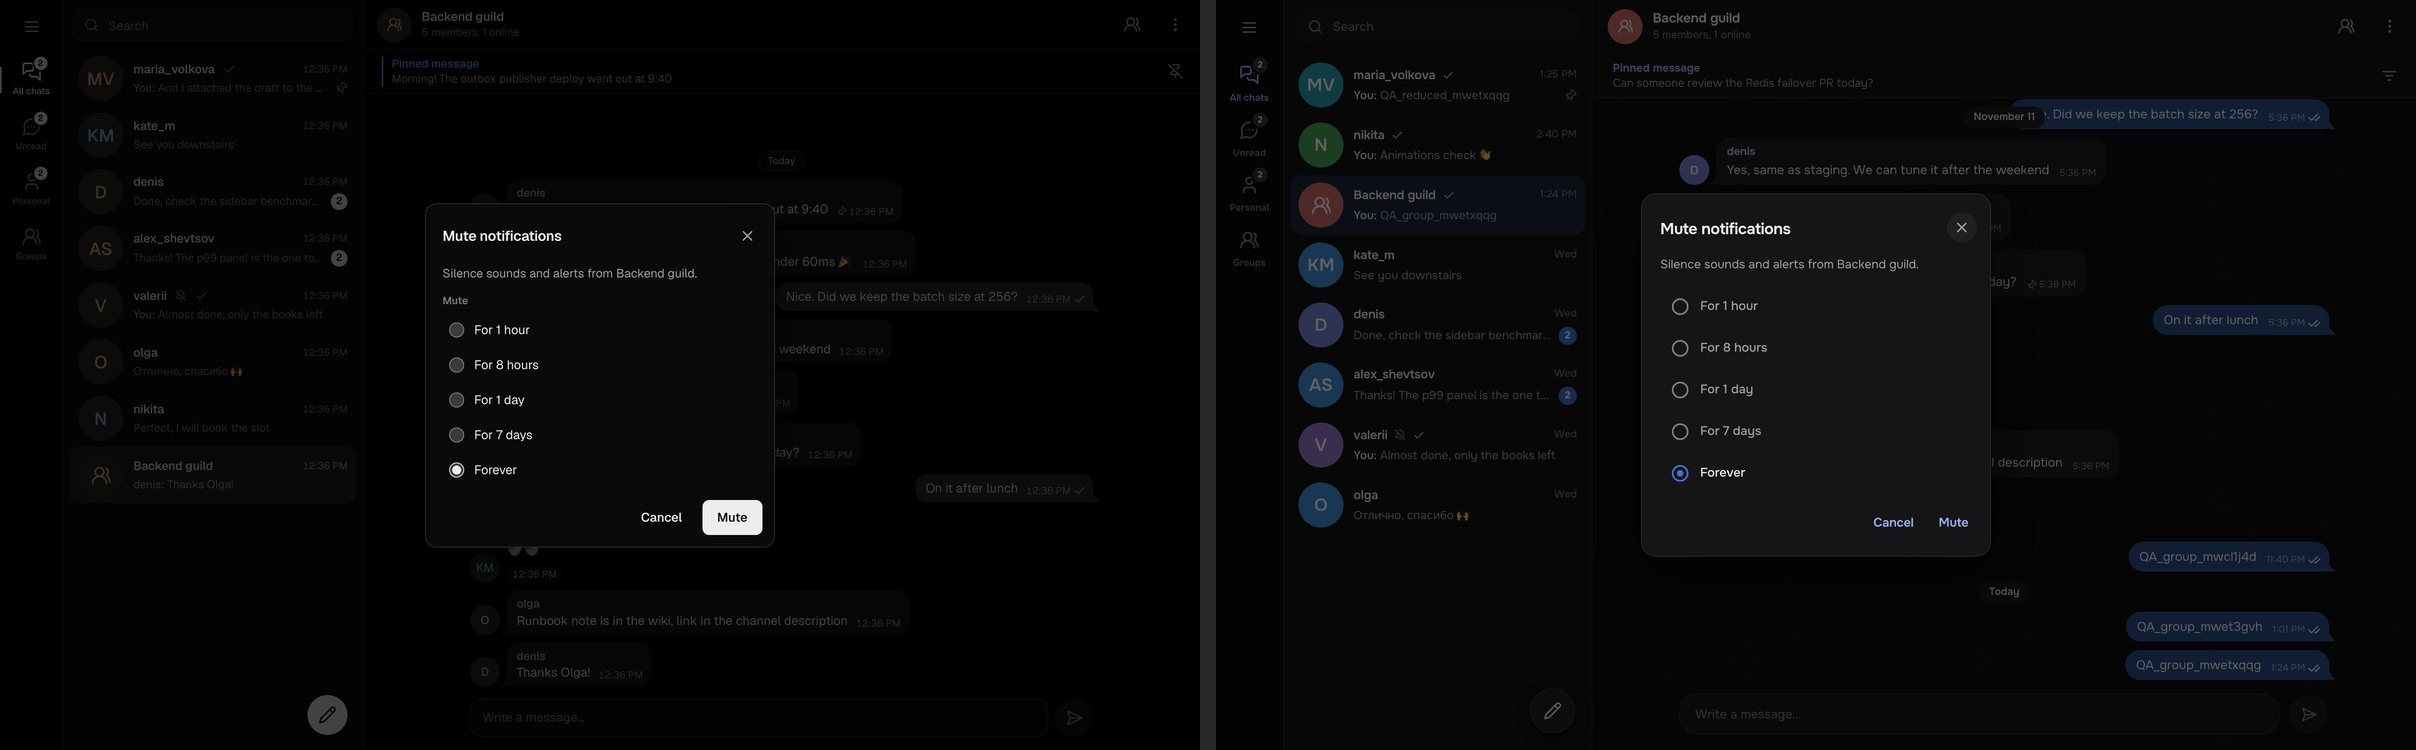 Search
2
All chats
2
Unread
2
Personal
Groups
MV
maria_volkova
12:36 PM
You: And I attached the draft to the ...
KM
kate_m
12:36 PM
See you downstairs
D
denis
12:36 PM
Done, check the sidebar benchmar...
2
AS
alex_shevtsov
12:36 PM
Thanks! The p99 panel is the one to...
2
V
valerii
12:36 PM
You: Almost done, only the books left
O
olga
12:36 PM
Отлично, спасибо 🙌
N
nikita
12:36 PM
Perfect, I will book the slot
Backend guild
12:36 PM
denis: Thanks Olga!
Backend guild
5 members, 1 online
Pinned message
Morning! The outbox publisher deploy went out at 9:40
Today
denis
ut at 9:40 12:36 PM
nder 60ms 🎉 12:36 PM
Nice. Did we keep the batch size at 256? 12:36 PM
weekend 12:36 PM
PM
day? 12:36 PM
On it after lunch 12:36 PM
Mute notifications
Silence sounds and alerts from Backend guild.
Mute
For 1 hour
For 8 hours
For 1 day
For 7 days
Forever
Cancel
Mute
👀
KM
12:36 PM
olga
O
Runbook note is in the wiki, link in the channel description 12:36 PM
denis
D
Thanks Olga! 12:36 PM
Write a message...
Search
2
All chats
2
Unread
2
Personal
Groups
MV
maria_volkova
1:25 PM
You: QA_reduced_mwetxqqg
N
nikita
2:40 PM
You: Animations check 👋
Backend guild
1:24 PM
You: QA_group_mwetxqqg
KM
kate_m
Wed
See you downstairs
D
denis
Wed
Done, check the sidebar benchmar...
2
AS
alex_shevtsov
Wed
Thanks! The p99 panel is the one t...
2
V
valerii
Wed
You: Almost done, only the books left
O
olga
Wed
Отлично, спасибо 🙌
Backend guild
5 members, 1 online
Pinned message
Can someone review the Redis failover PR today?
November 11
. Did we keep the batch size at 256? 5:36 PM
denis
D
Yes, same as staging. We can tune it after the weekend 5:36 PM
PM
day? 5:36 PM
On it after lunch 5:36 PM
l description 5:36 PM
Mute notifications
Silence sounds and alerts from Backend guild.
For 1 hour
For 8 hours
For 1 day
For 7 days
Forever
Cancel
Mute
QA_group_mwcl1j4d 11:40 PM
Today
QA_group_mwet3gvh 1:01 PM
QA_group_mwetxqqg 1:24 PM
Write a message...